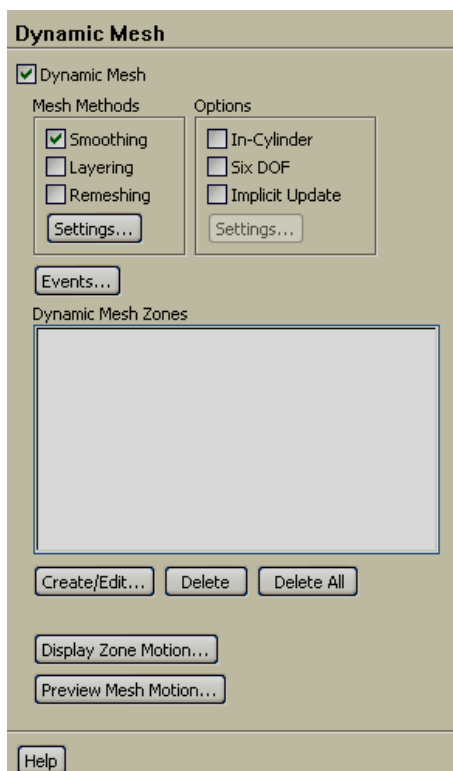 Dynamic Mesh
Dynamic Mesh
Mesh Methods
Smoothing
Layering
Remeshing
Settings...
Options
In-Cylinder
Six DOF
Implicit Update
Settings...
Events...
Dynamic Mesh Zones
Create/Edit... Delete Delete All
Display Zone Motion...
Preview Mesh Motion...
Help